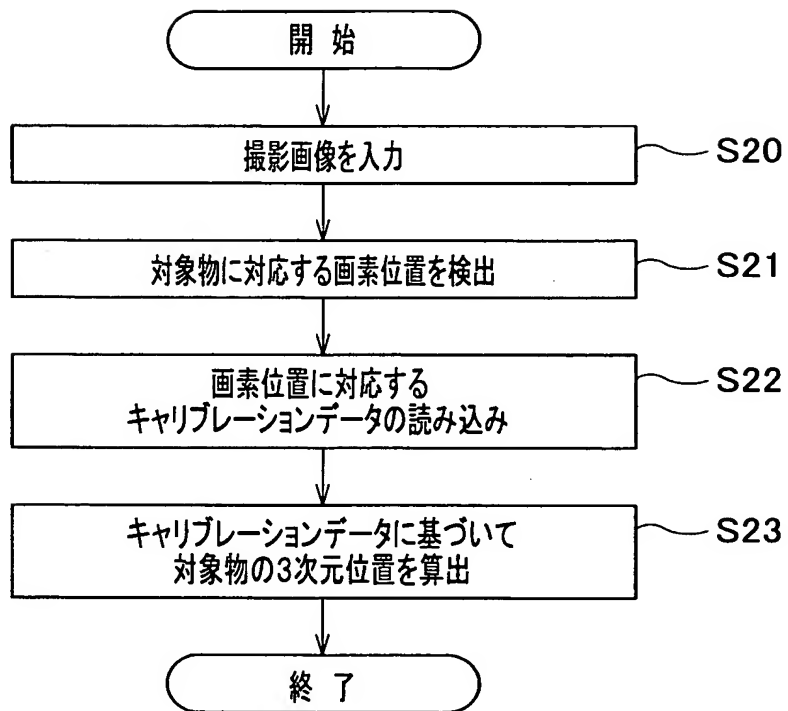 開始
撮影画像を入力
S20
対象物に対応する画素位置を検出
S21
画素位置に対応する
キャリブレーションデータの読み込み
S22
キャリブレーションデータに基づいて
対象物の3次元位置を算出
S23
終了